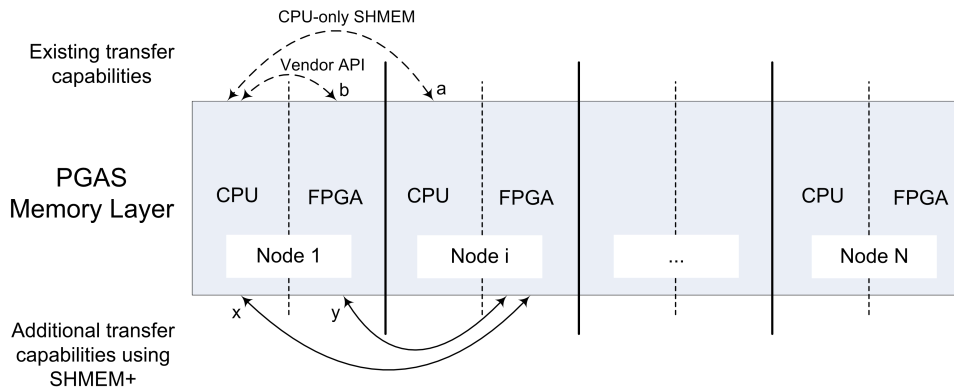 CPU-only SHMEM
Existing transfer
capabilities
Vendor API
b
a
PGAS
Memory Layer
CPU
FPGA
CPU
FPGA
CPU
FPGA
Node 1
Node i
...
Node N
x
y
Additional transfer
capabilities using
SHMEM+